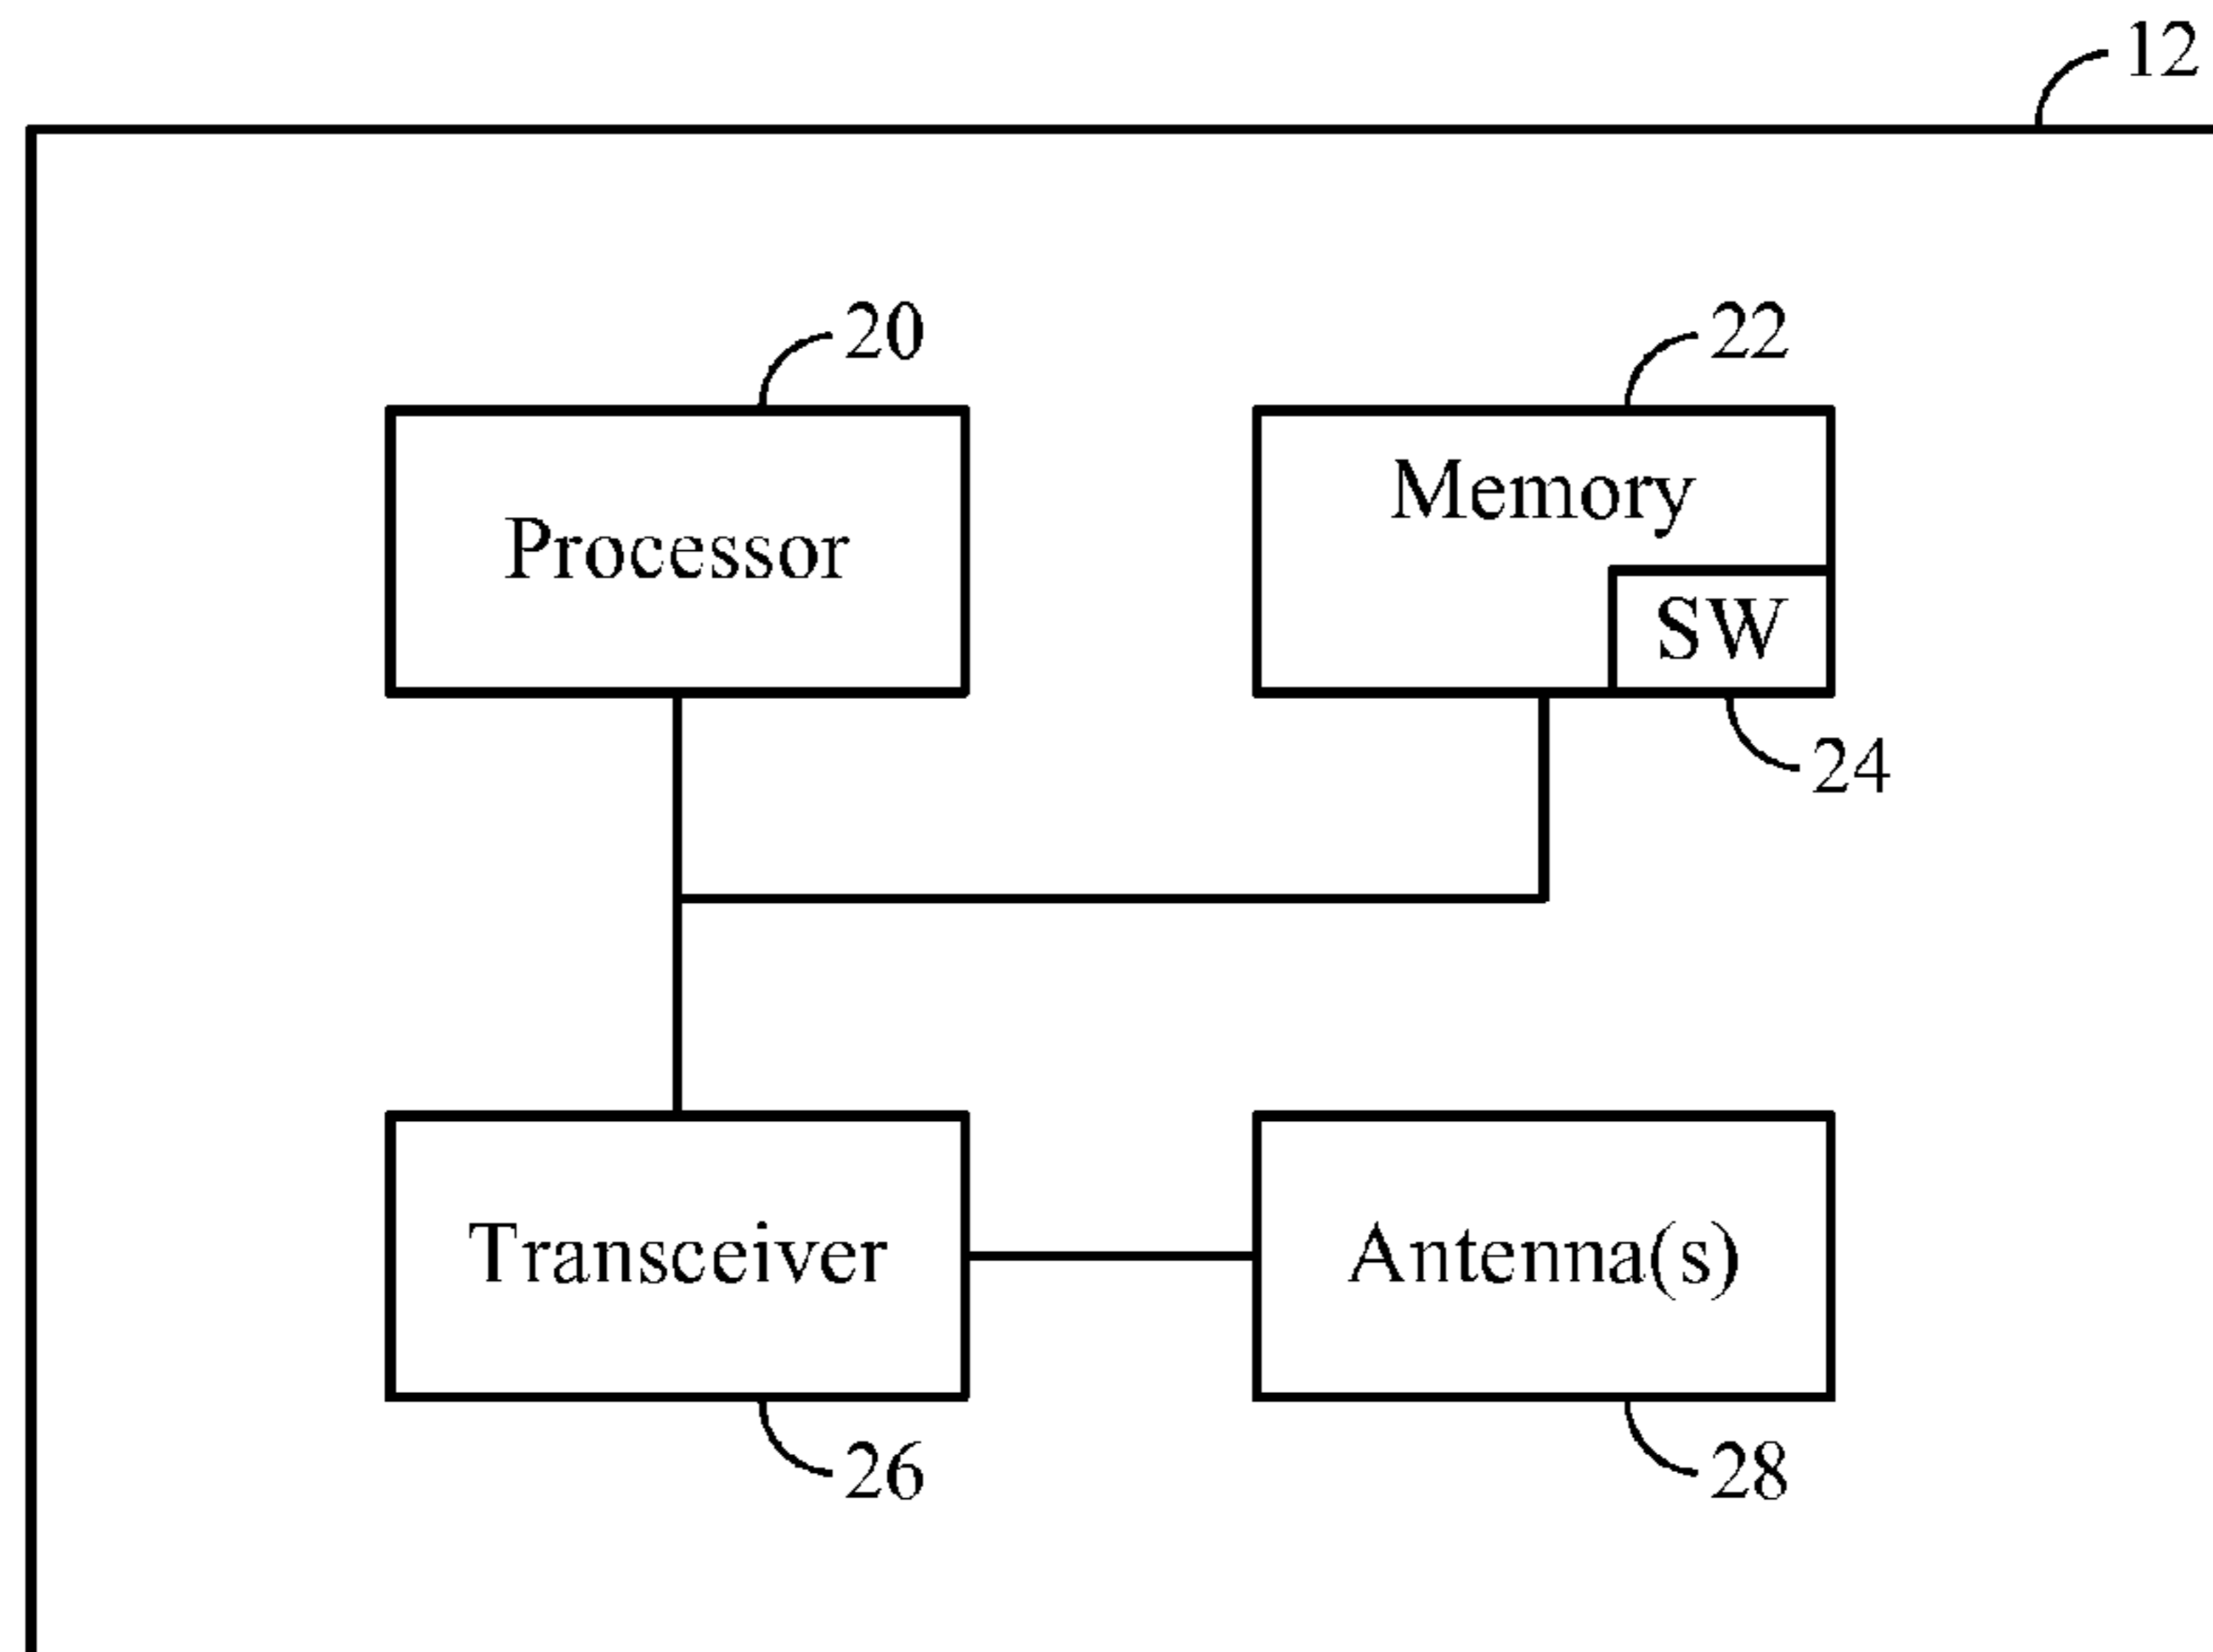 12
20
22
Processor
Memory
SW
24
Transceiver
Antenna(s)
26
28